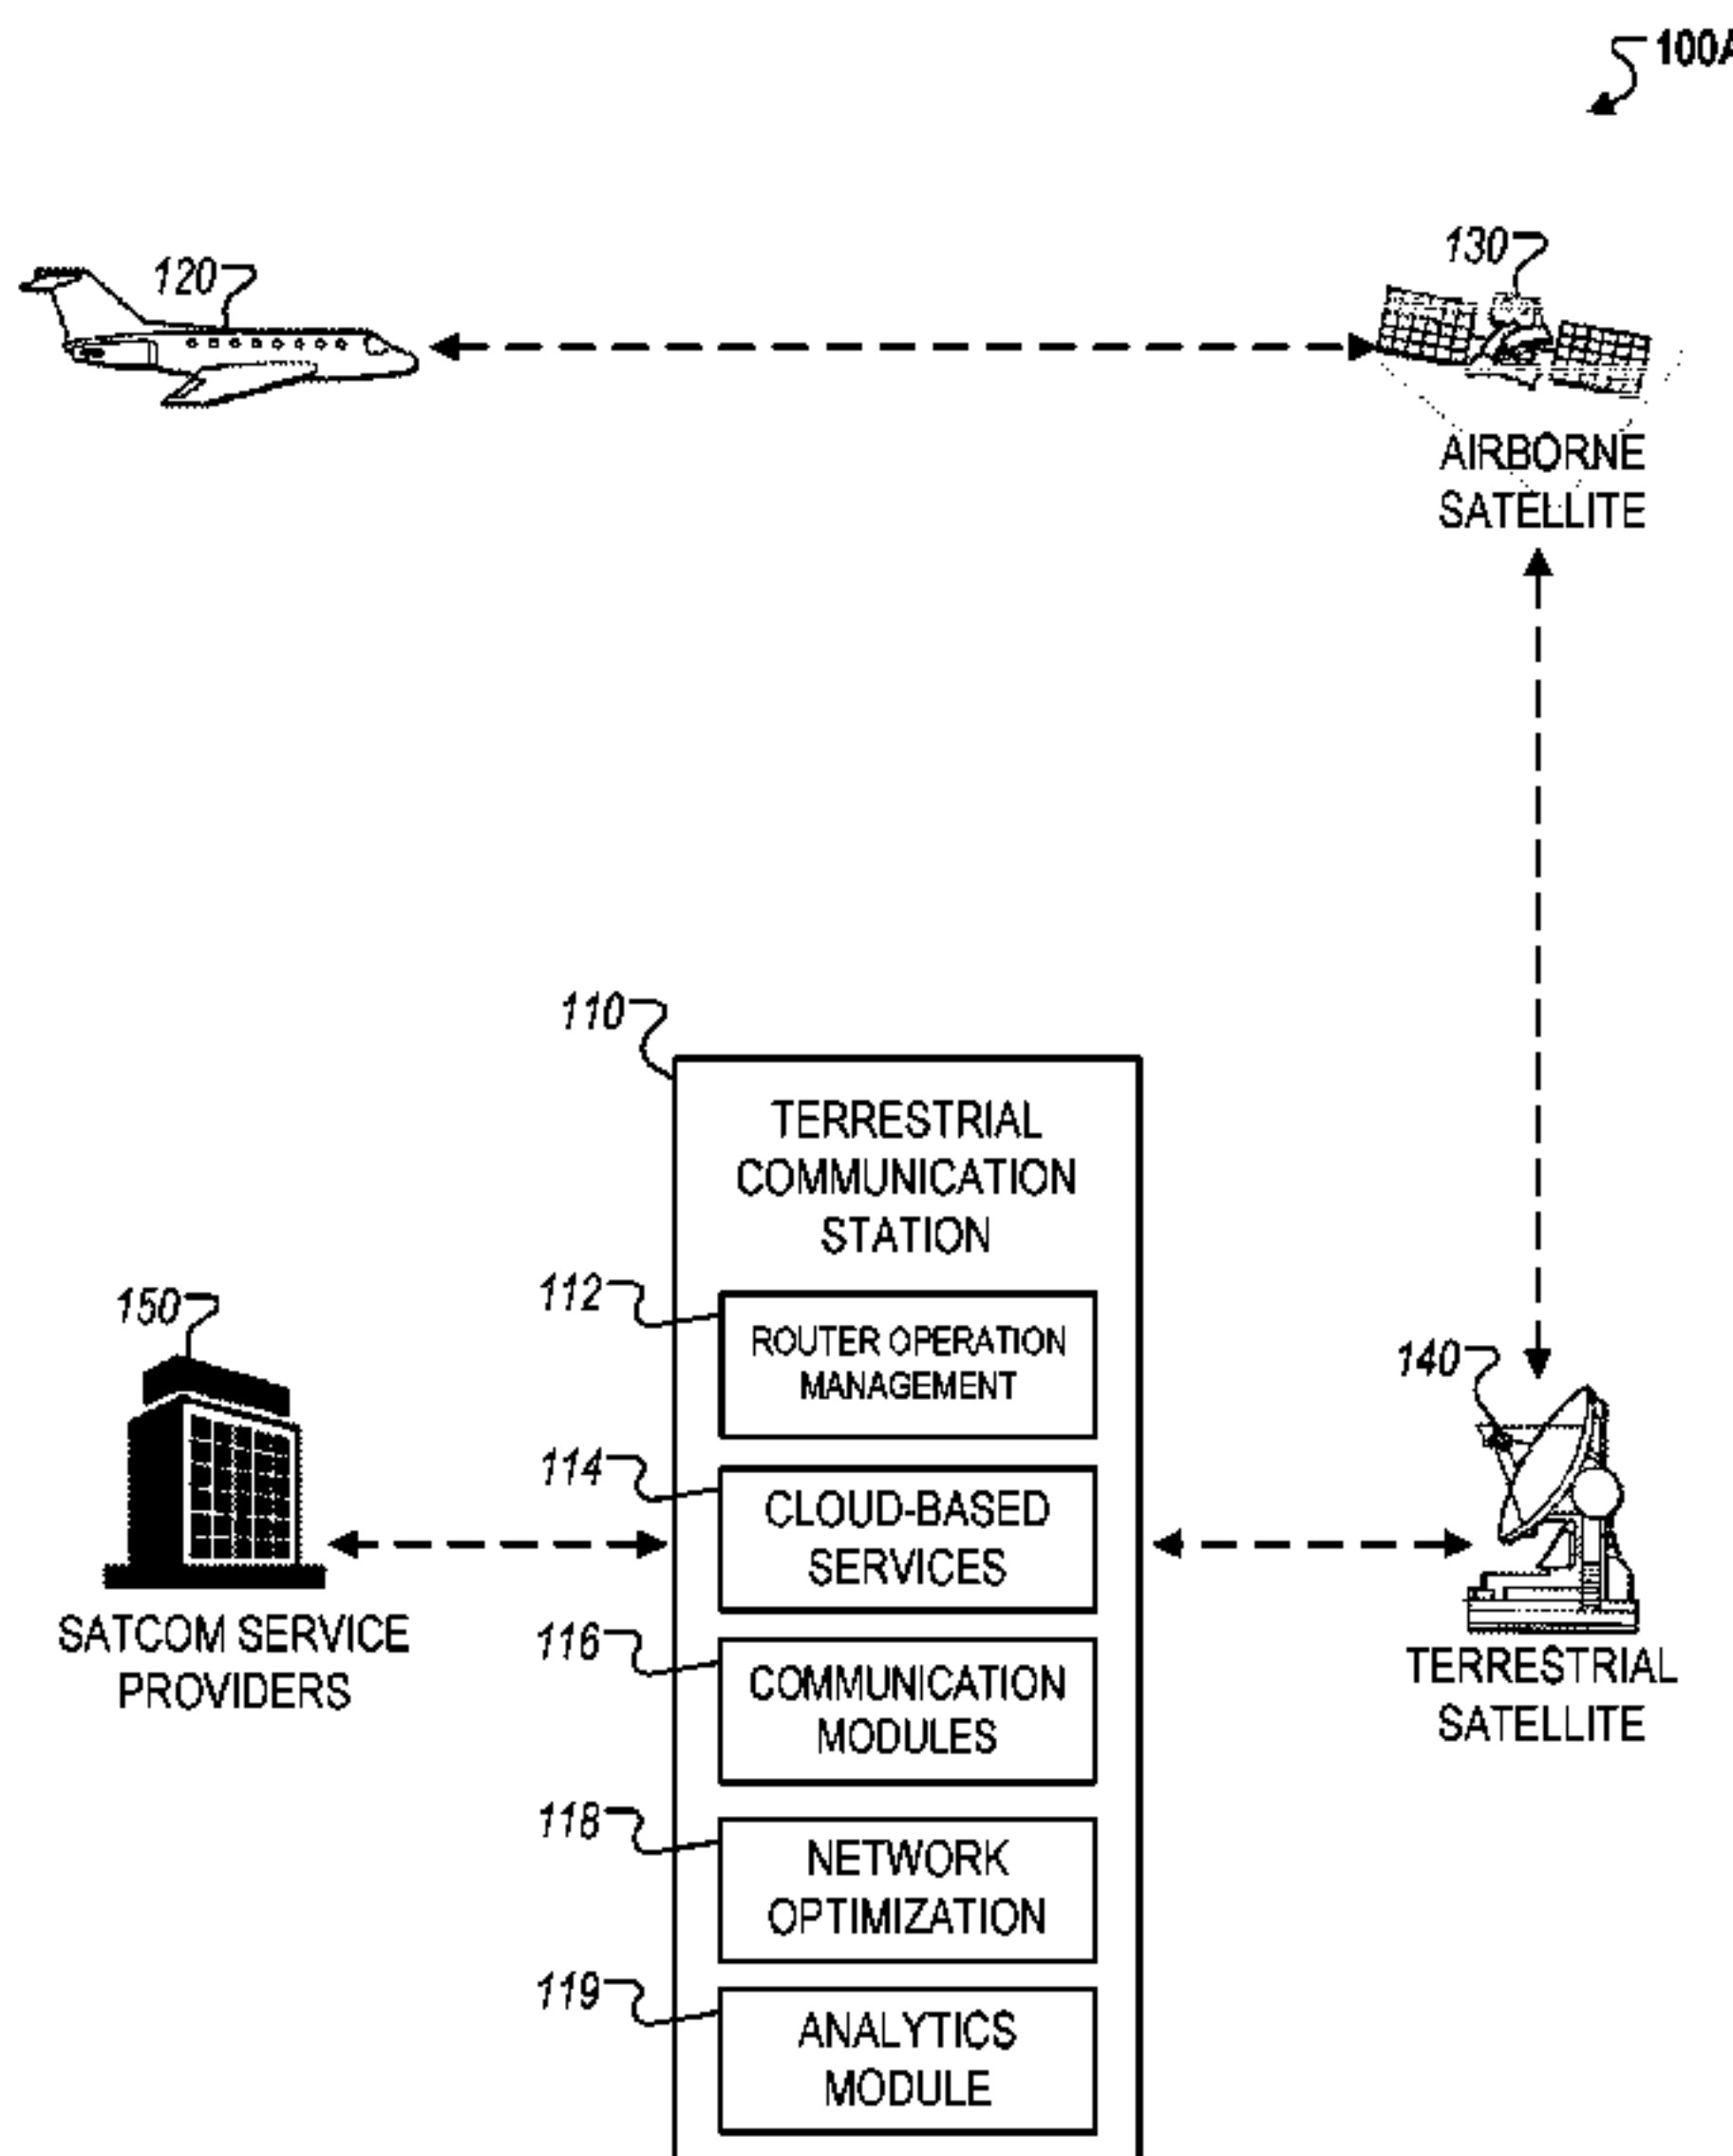 100A
120
130
AIRBORNE
SATELLITE
110
TERRESTRIAL
COMMUNICATION
STATION
112
ROUTER OPERATION
MANAGEMENT
150
140
114
CLOUD-BASED
SERVICES
SATCOM SERVICE
PROVIDERS
116
COMMUNICATION
MODULES
TERRESTRIAL
SATELLITE
118
NETWORK
OPTIMIZATION
119
ANALYTICS
MODULE